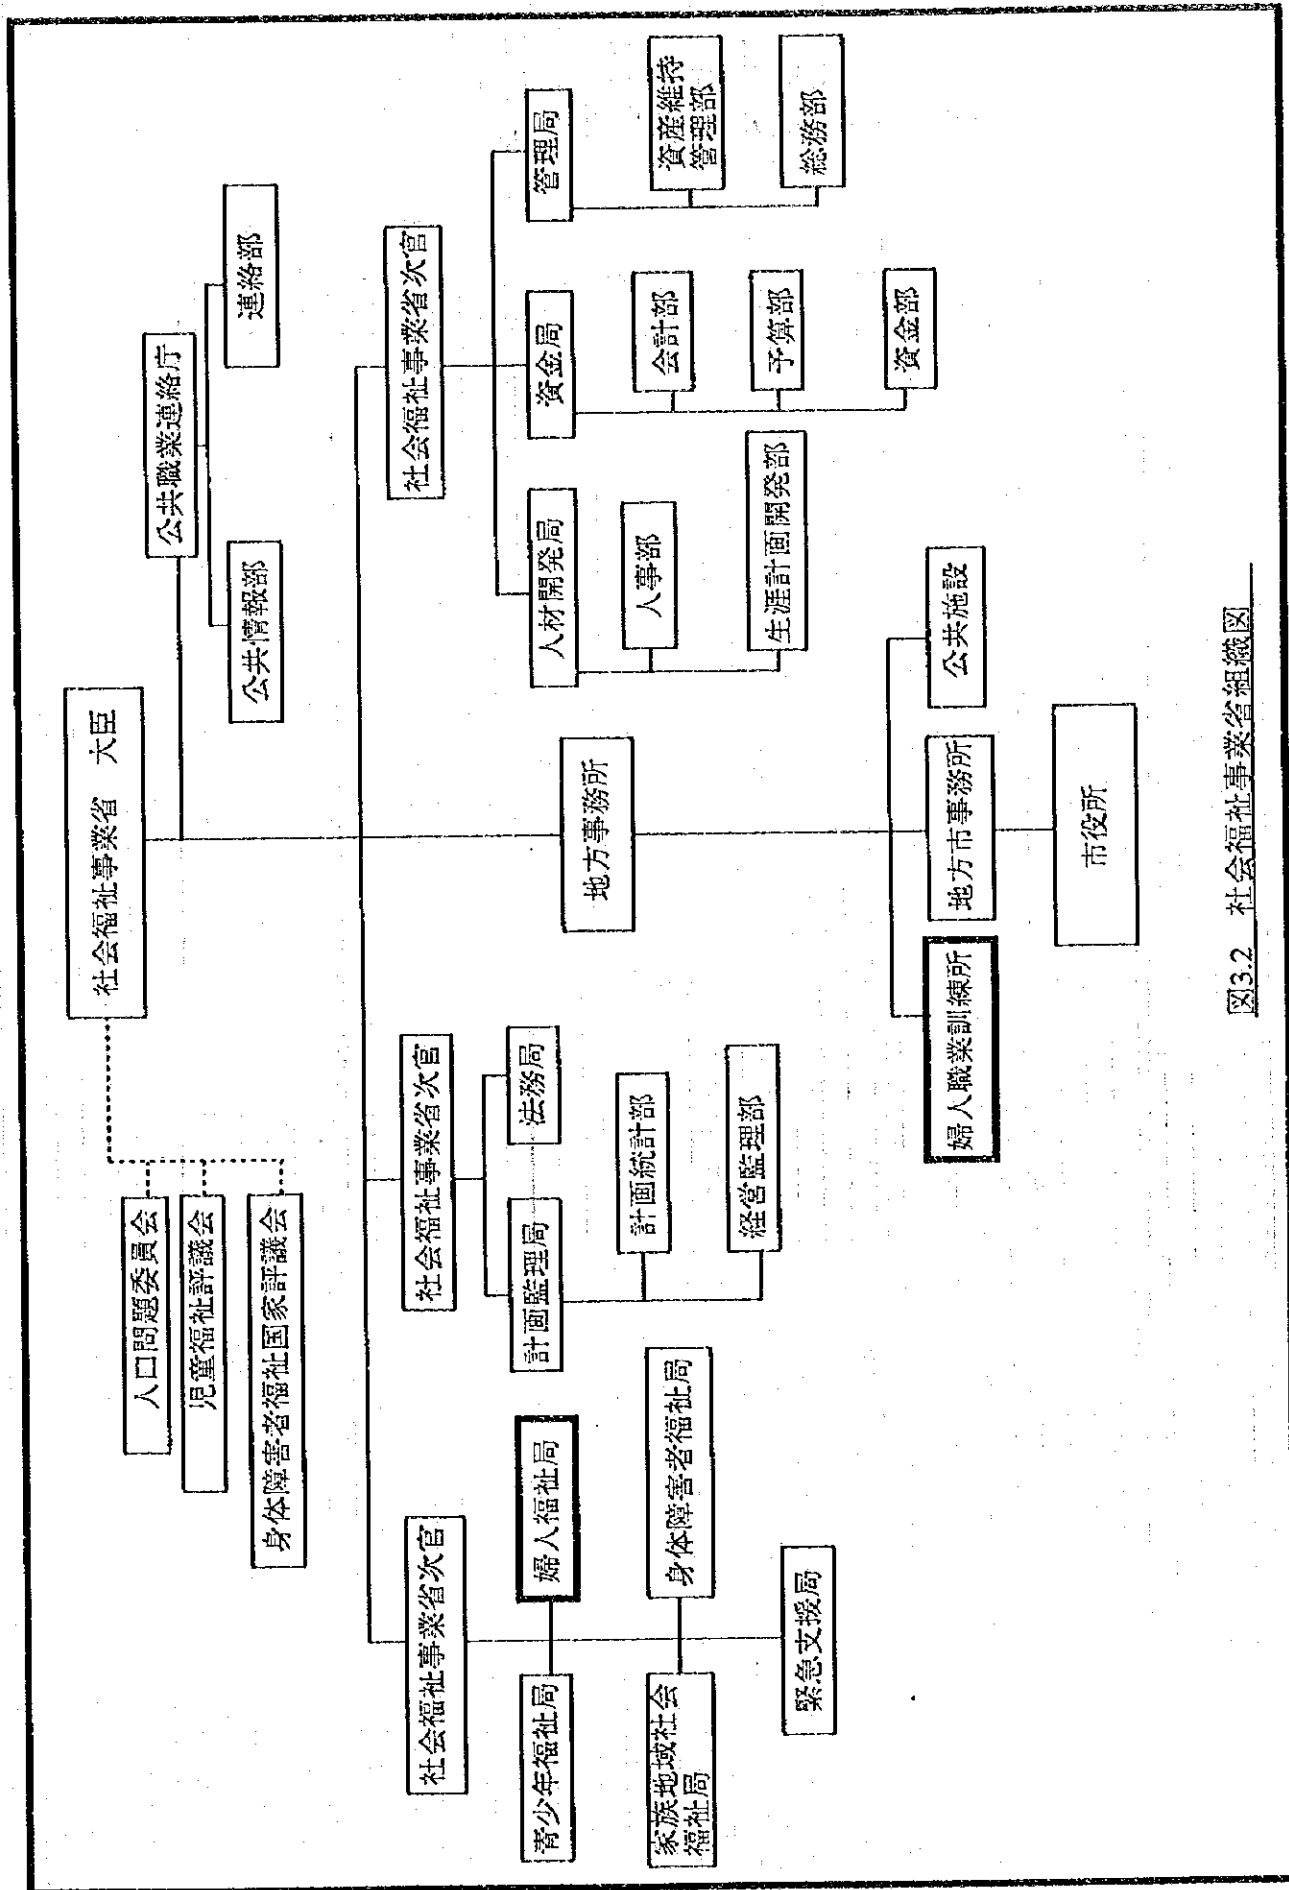 社会福祉事業省 大臣
人口問題委員会
児童福祉評議会
身体障害者福祉国家評議会
公共職業連絡庁
公共情報部
連絡部
社会福祉事業省次官
青少年福祉局
婦人福祉局
家族地域社会
福祉局
身体障害者福祉局
緊急支援局
社会福祉事業省次官
計画監理局
法務局
計画統計部
経営監理部
地方事務所
社会福祉事業省次官
人材開発局
人事部
生涯計画開発部
資金局
会計部
予算部
資金部
管理局
資産維持
管理部
総務部
婦人職業訓練所
地方市事務所
公共施設
市役所
図3.2 社会福祉事業省組織図